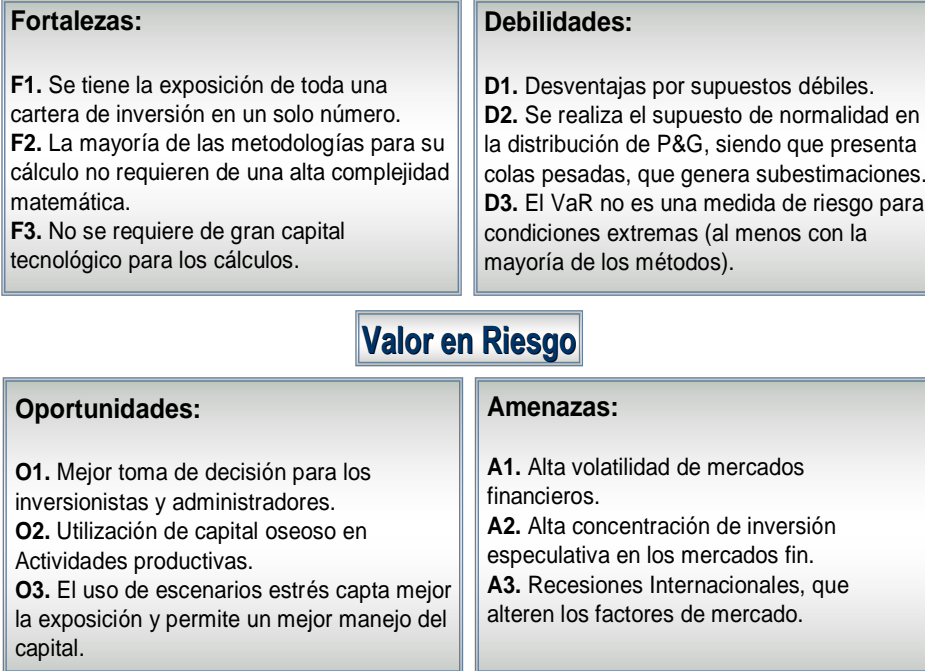 Fortalezas:
F1. Se tiene la exposición de toda una
cartera de inversión en un solo número.
F2. La mayoría de las metodologías para su
cálculo no requieren de una alta complejidad
matemática.
F3. No se requiere de gran capital
tecnológico para los cálculos.
Debilidades:
D1. Desventajas por supuestos débiles.
D2. Se realiza el supuesto de normalidad en
la distribución de P&G, siendo que presenta
colas pesadas, que genera subestimaciones.
D3. El VaR no es una medida de riesgo para
condiciones extremas (al menos con la
mayoría de los métodos).
Valor en Riesgo
Oportunidades:
O1. Mejor toma de decisión para los
inversionistas y administradores.
O2. Utilización de capital oseoso en
Actividades productivas.
O3. El uso de escenarios estrés capta mejor
la exposición y permite un mejor manejo del
capital.
Amenazas:
A1. Alta volatilidad de mercados
financieros.
A2. Alta concentración de inversión
especulativa en los mercados fin.
A3. Recesiones Internacionales, que
alteren los factores de mercado.